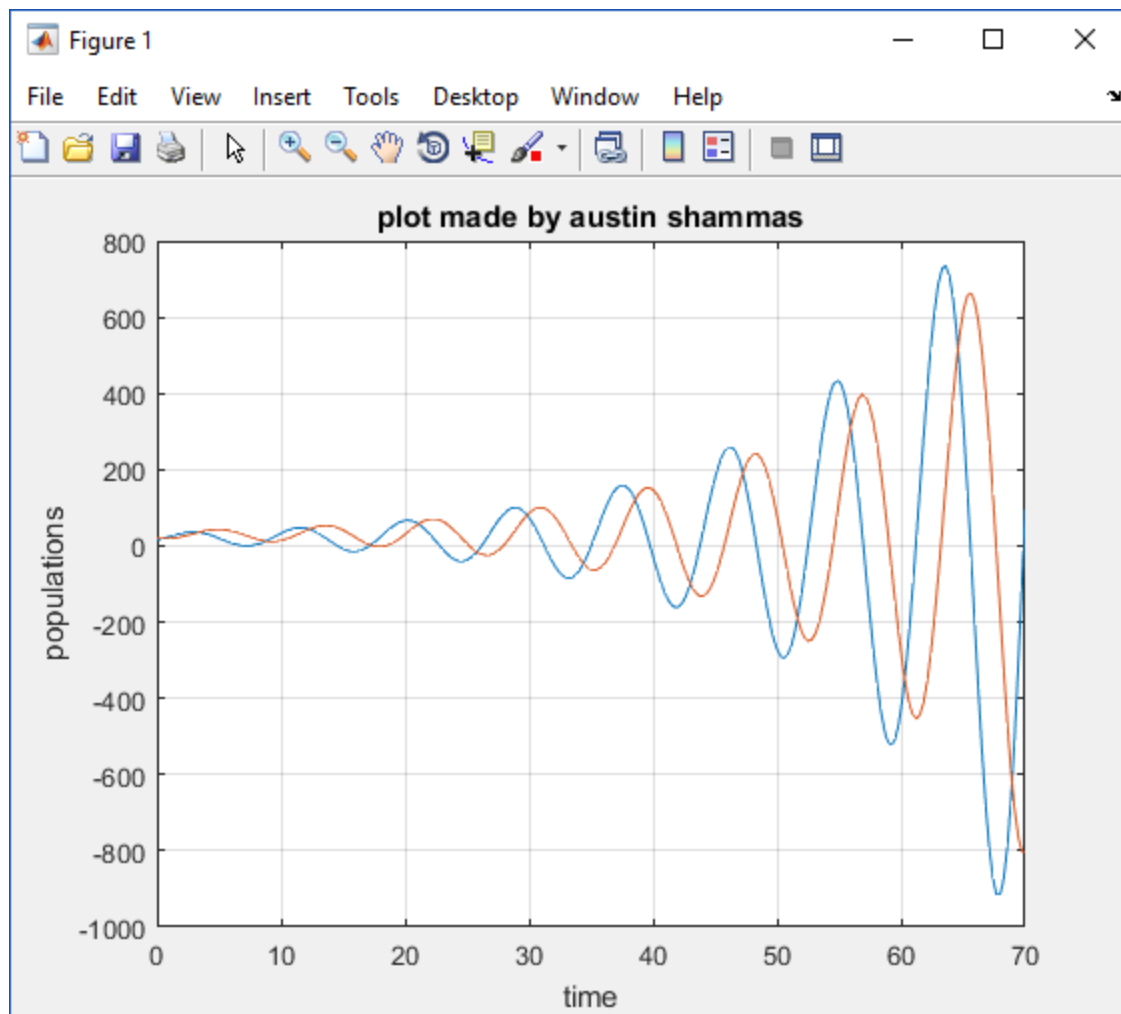 Figure 1
File Edit View Insert Tools Desktop Window Help
plot made by austin shammas
800
600
400
200
0
-200
-400
-600
-800
-1000
populations
0 10 20 30 40 50 60 70
time